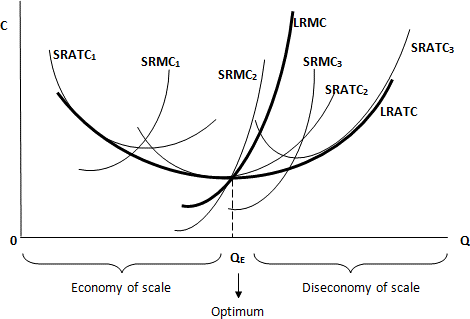 C
LRMC
SRATC₁
SRMC₁
SRMC₂
SRMC₃
SRATC₃
SRATC₂
LRATC
0
Q_E
Q
Economy of scale
Diseconomy of scale
Optimum